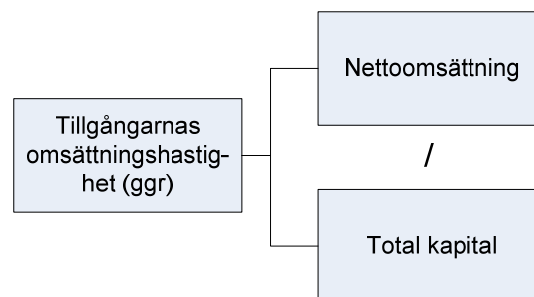 Nettoomsättning
Tillgångarnas
omsättningshastig-
het (ggr)
/
Total kapital